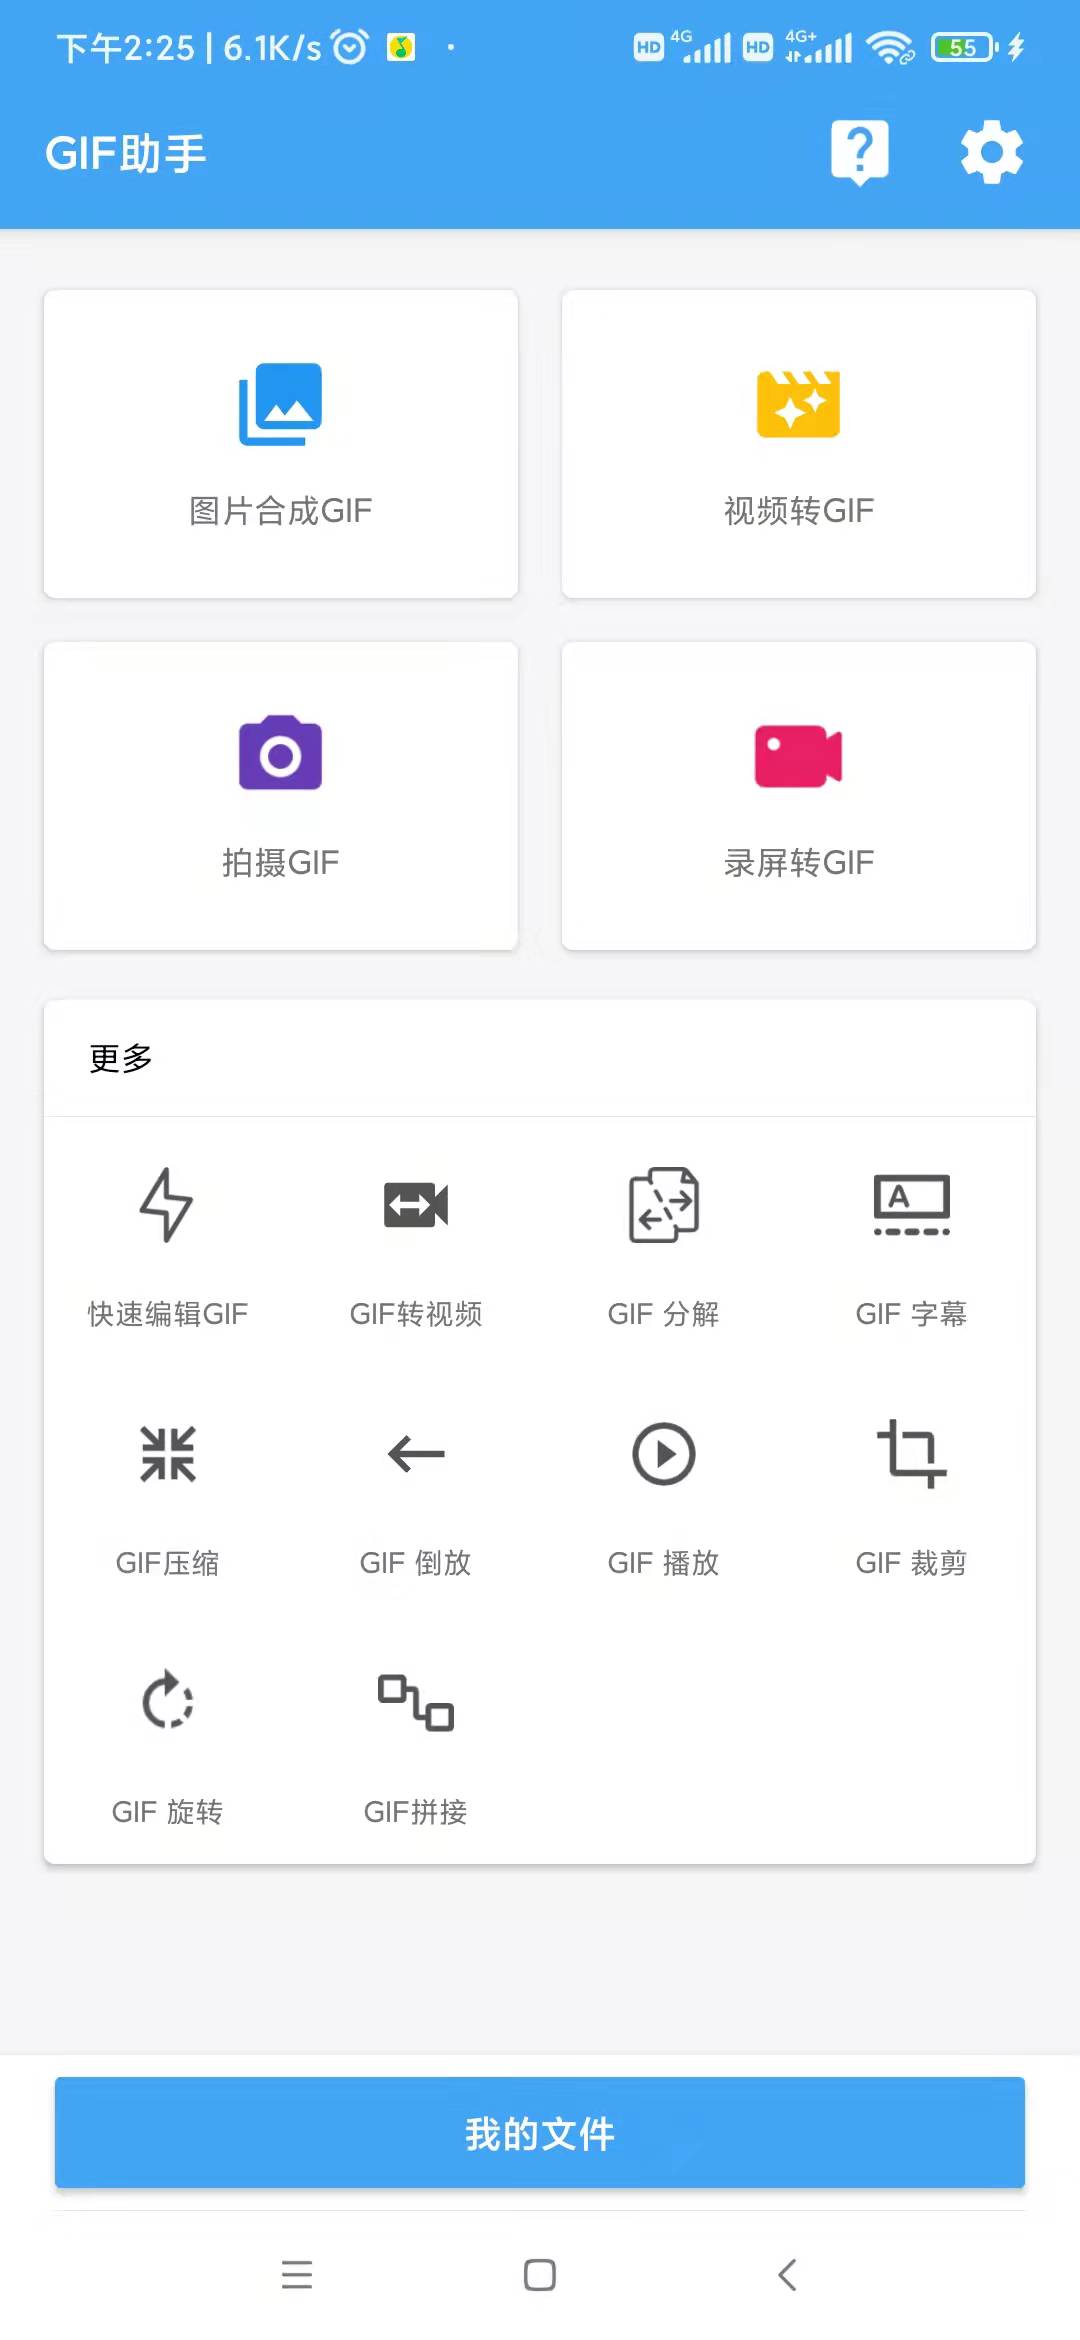 下午2:25 | 6.1K/s
HD 4G HD 4G+ 55
GIF助手
图片合成GIF
视频转GIF
拍摄GIF
录屏转GIF
更多
快速编辑GIF
GIF转视频
GIF 分解
A
GIF 字幕
GIF压缩
GIF 倒放
GIF 播放
GIF 裁剪
GIF 旋转
GIF拼接
我的文件